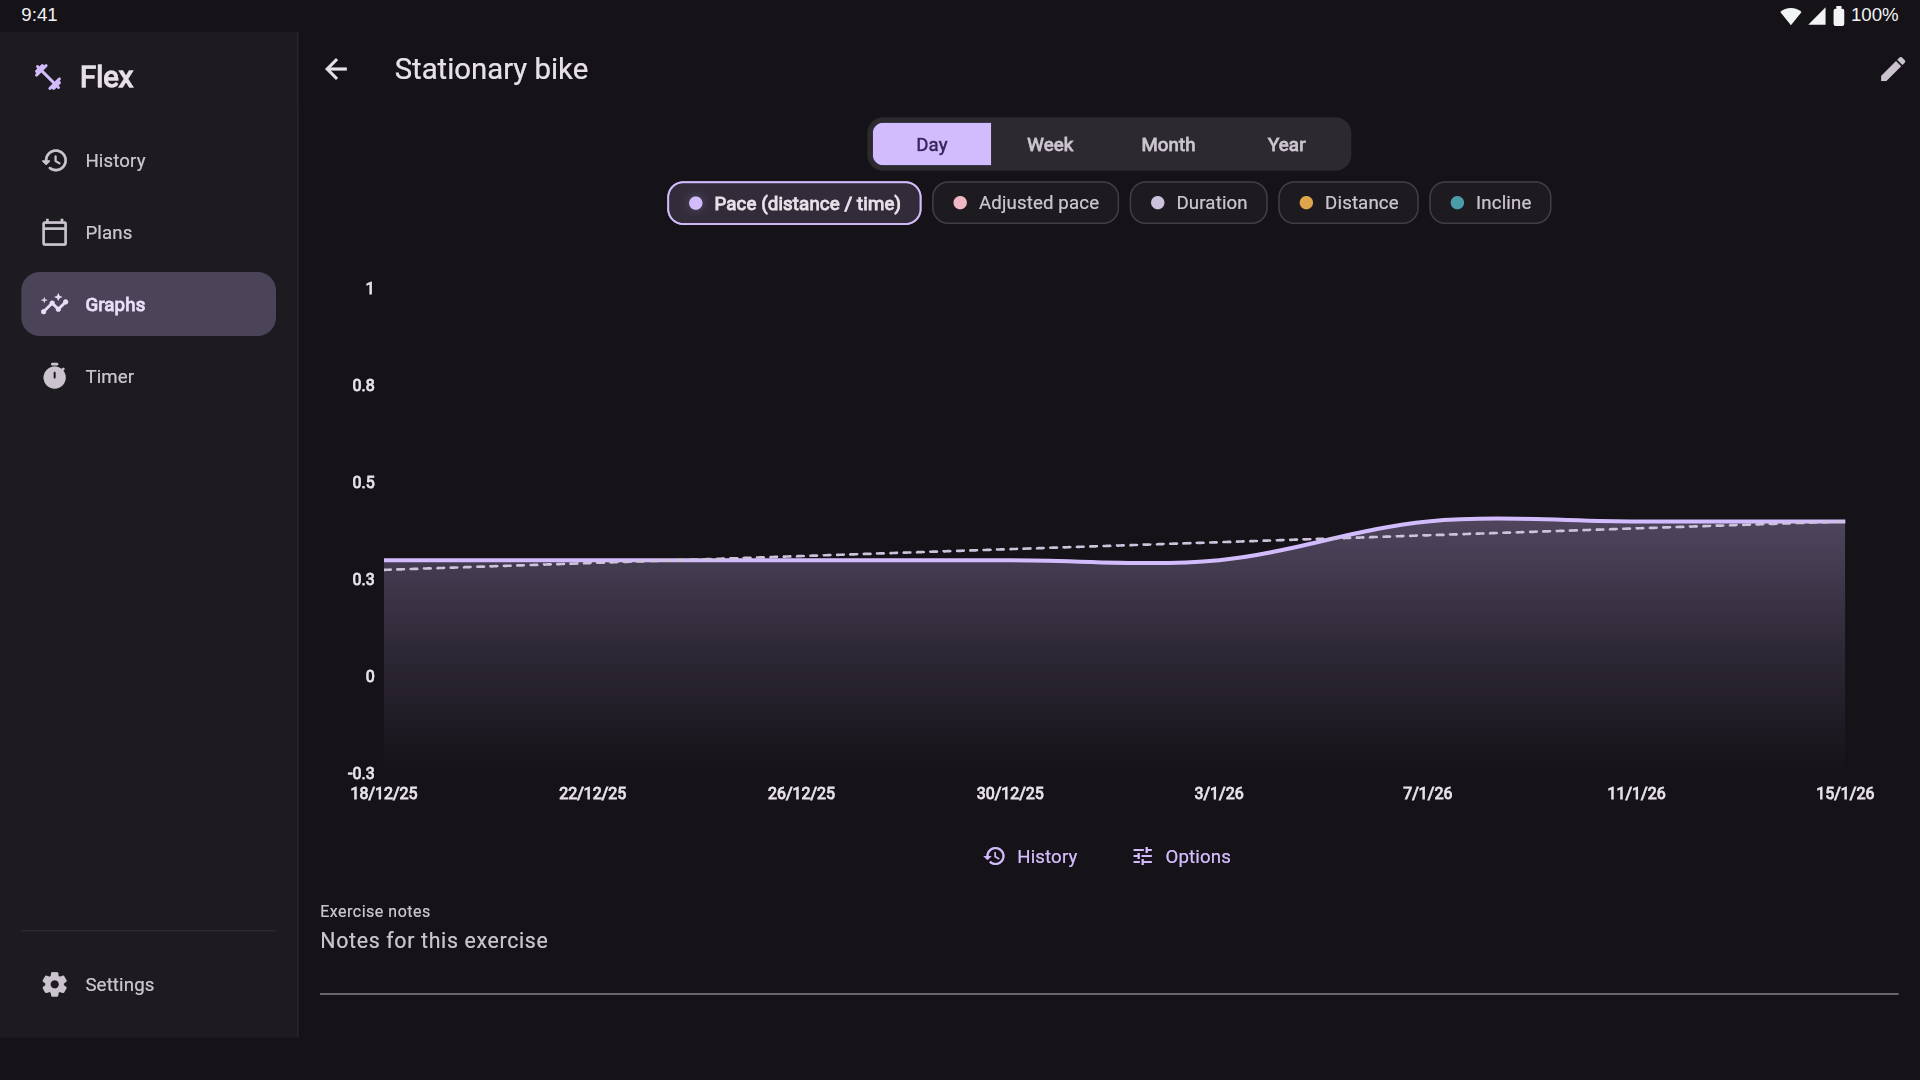 9:41
100%
Flex
History
Plans
Graphs
Timer
Settings
Stationary bike
Day Week Month Year
Pace (distance / time) Adjusted pace Duration Distance Incline
1
0.8
0.5
0.3
0
-0.3
18/12/25 22/12/25 26/12/25 30/12/25 3/1/26 7/1/26 11/1/26 15/1/26
History Options
Exercise notes
Notes for this exercise